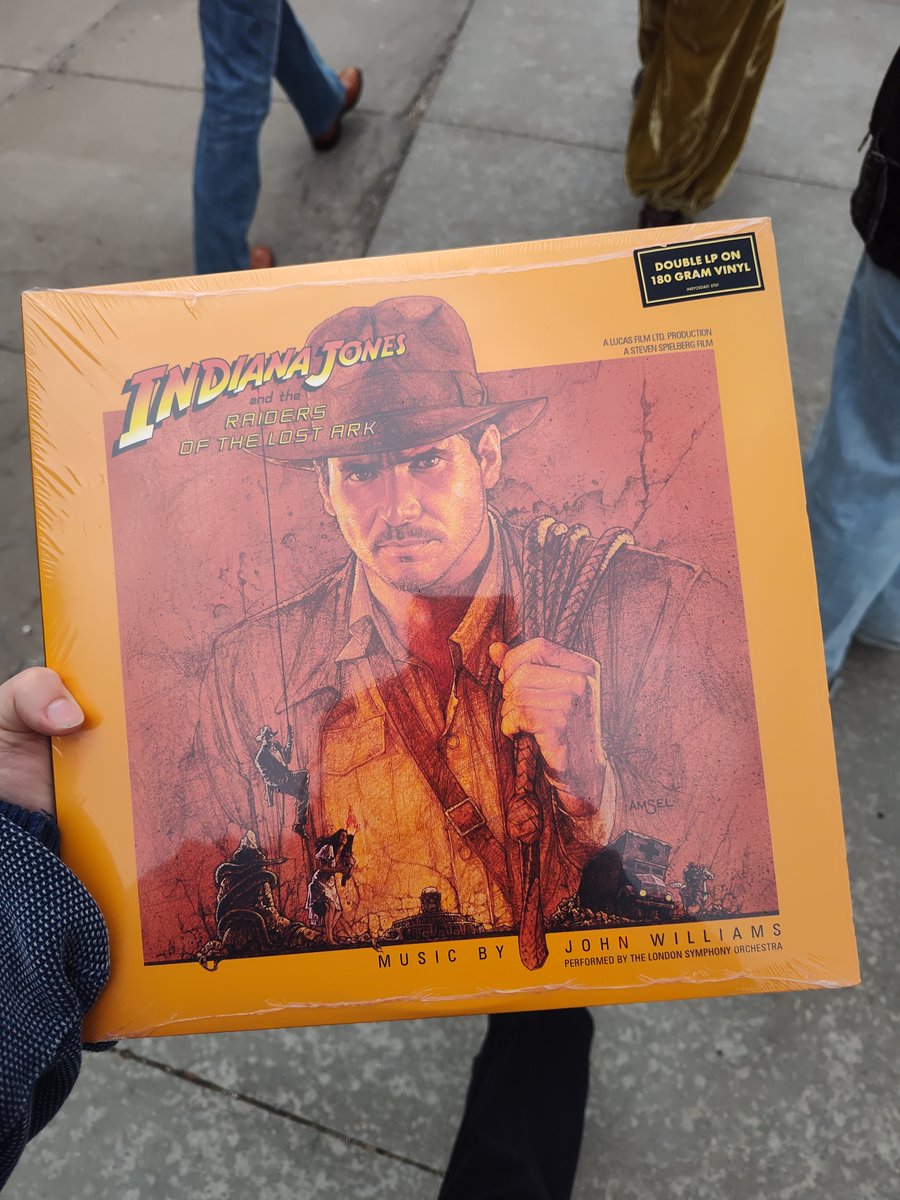 DOUBLE LP ON
180 GRAM VINYL
A LUCAS FILM LTD. PRODUCTION
A STEVEN SPIELBERG FILM
INDIANA JONES
and the
RAIDERS
OF THE LOST ARK
AMSEL
MUSIC BY JOHN WILLIAMS
PERFORMED BY THE LONDON SYMPHONY ORCHESTRA